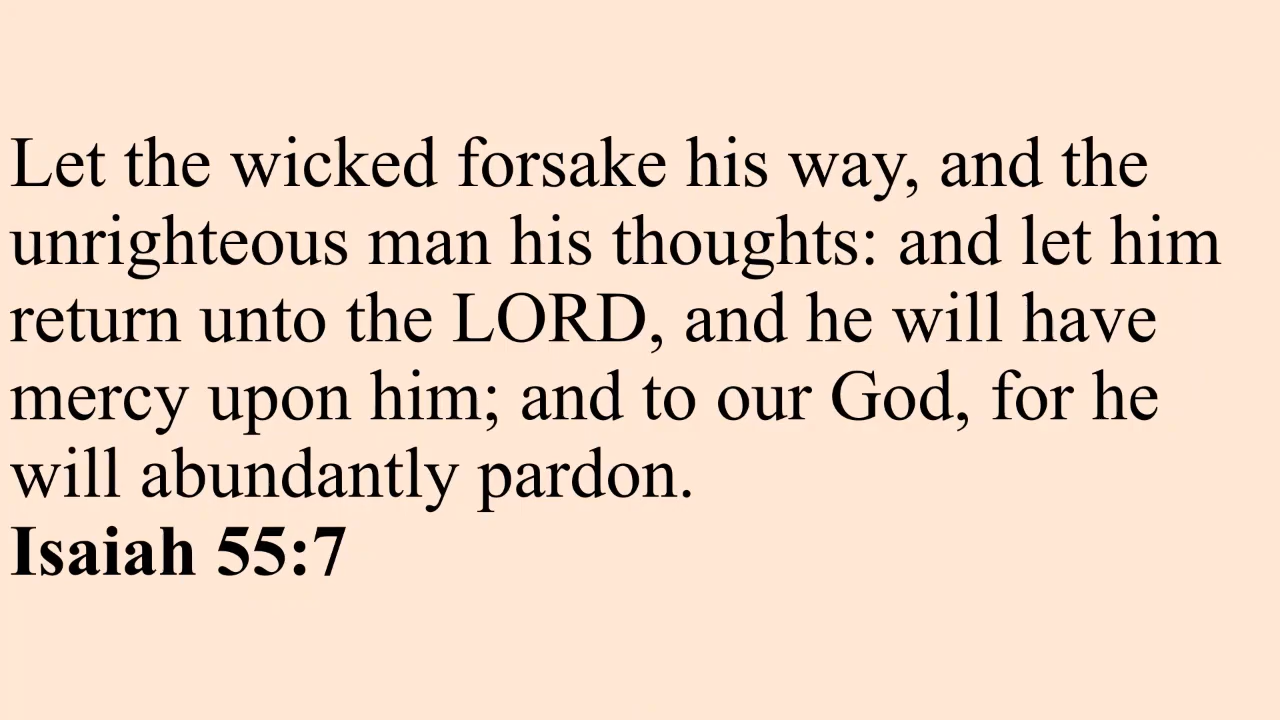 Let the wicked forsake his way, and the
unrighteous man his thoughts: and let him
return unto the LORD, and he will have
mercy upon him; and to our God, for he
will abundantly pardon.
Isaiah 55:7